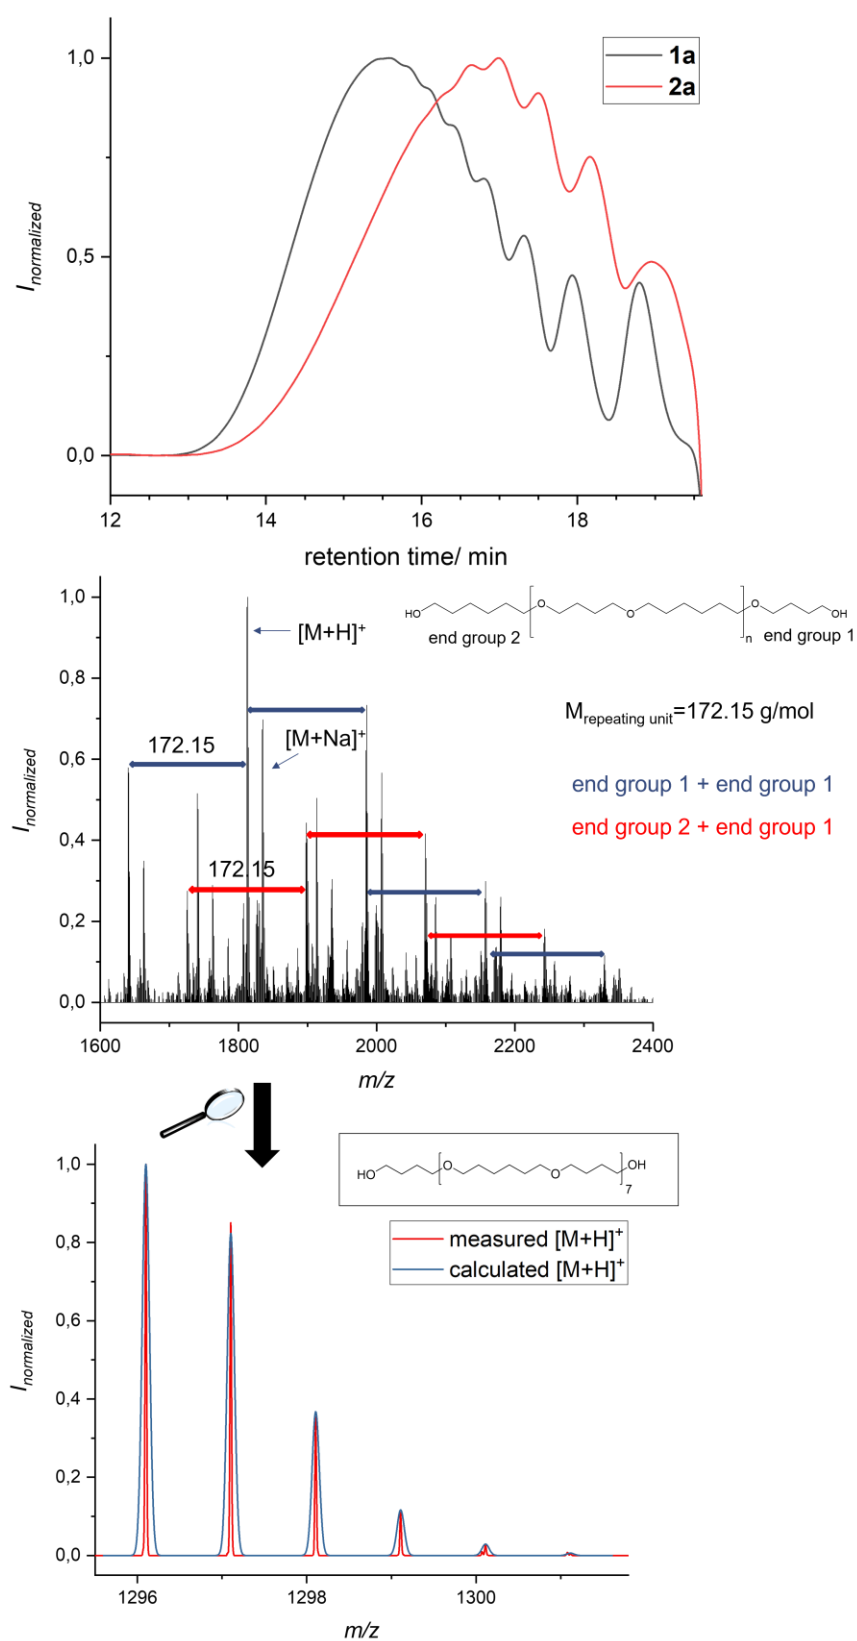 1,0
1a
2a
0,5
0,0
I normalized
12
14
16
18
retention time/ min
1,0
[M+H]+
0,8
[M+Na]+
172.15
0,6
0,4
172.15
0,2
0,0
I normalized
HO
O
O
n
O
OH
end group 2
end group 1
M repeating unit=172.15 g/mol
end group 1 + end group 1
end group 2 + end group 1
1600
1800
2000
2200
2400
m/z
1,0
HO
O
O
7
OH
measured [M+H]+
calculated [M+H]+
0,8
0,6
0,4
0,2
0,0
I normalized
1296
1298
1300
m/z